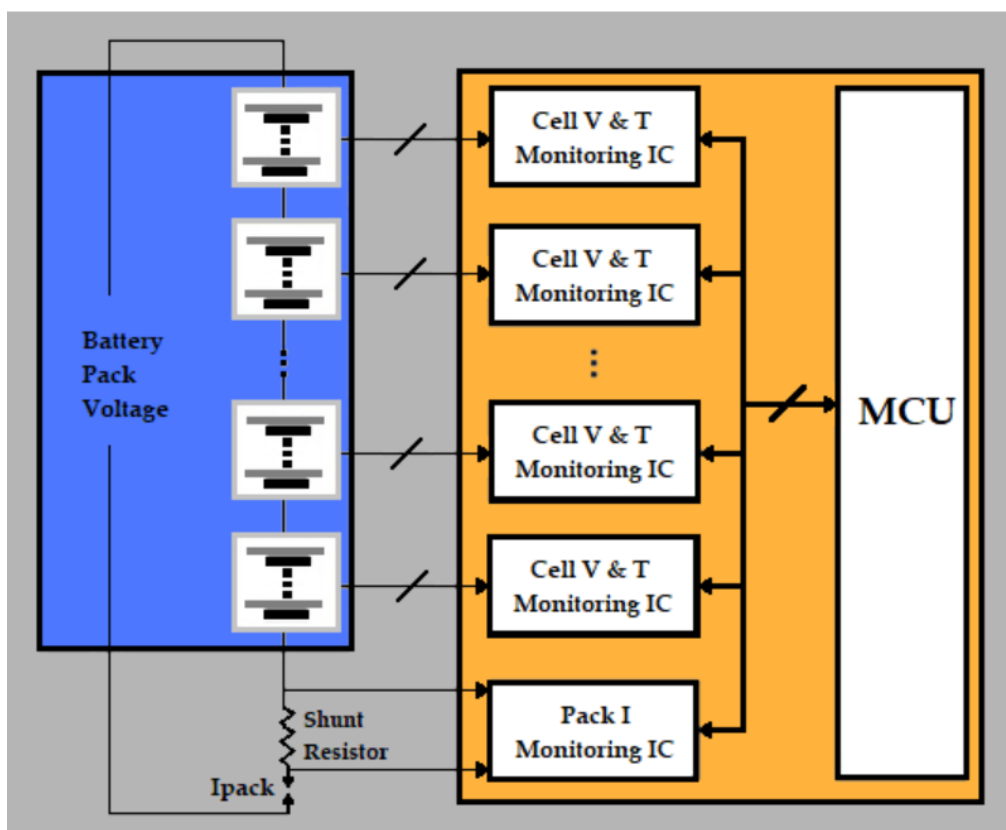 Cell V & T
Monitoring IC
Cell V & T
Monitoring IC
Battery
Pack
Voltage
MCU
Cell V & T
Monitoring IC
Cell V & T
Monitoring IC
Shunt
Resistor
Ipack
Pack I
Monitoring IC